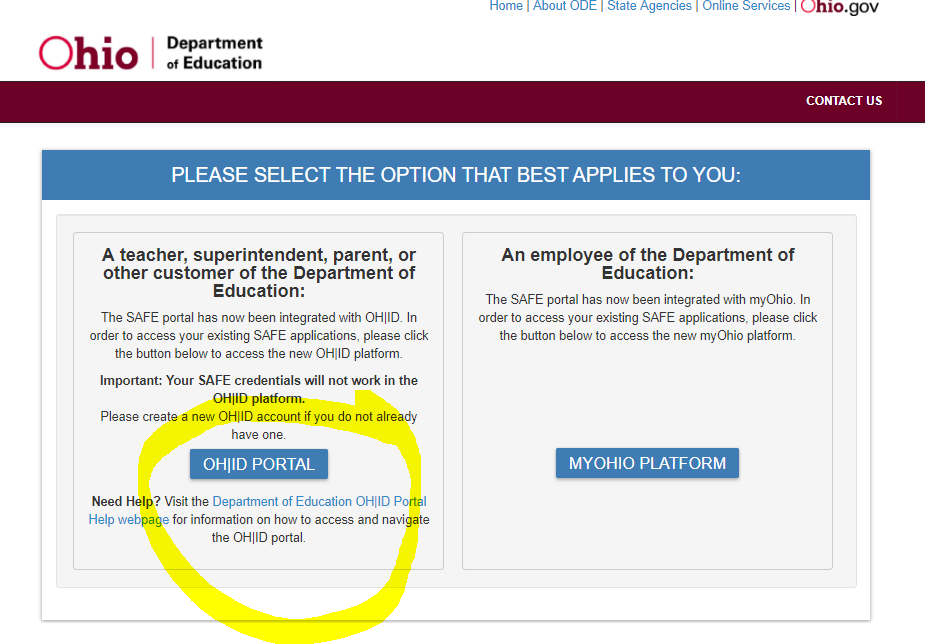 Home | About ODE | State Agencies | Online Services | Ohio.gov
Ohio | Department of Education
CONTACT US
PLEASE SELECT THE OPTION THAT BEST APPLIES TO YOU:
A teacher, superintendent, parent, or
other customer of the Department of
Education:
The SAFE portal has now been integrated with OH|ID. In
order to access your existing SAFE applications, please click
the button below to access the new OH|ID platform.
Important: Your SAFE credentials will not work in the
OH|ID platform.
Please create a new OH|ID account if you do not already
have one.
OH|ID PORTAL
Need Help? Visit the Department of Education OH|ID Portal
Help webpage for information on how to access and navigate
the OH|ID portal.
An employee of the Department of
Education:
The SAFE portal has now been integrated with myOhio. In
order to access your existing SAFE applications, please click
the button below to access the new myOhio platform.
MYOHIO PLATFORM